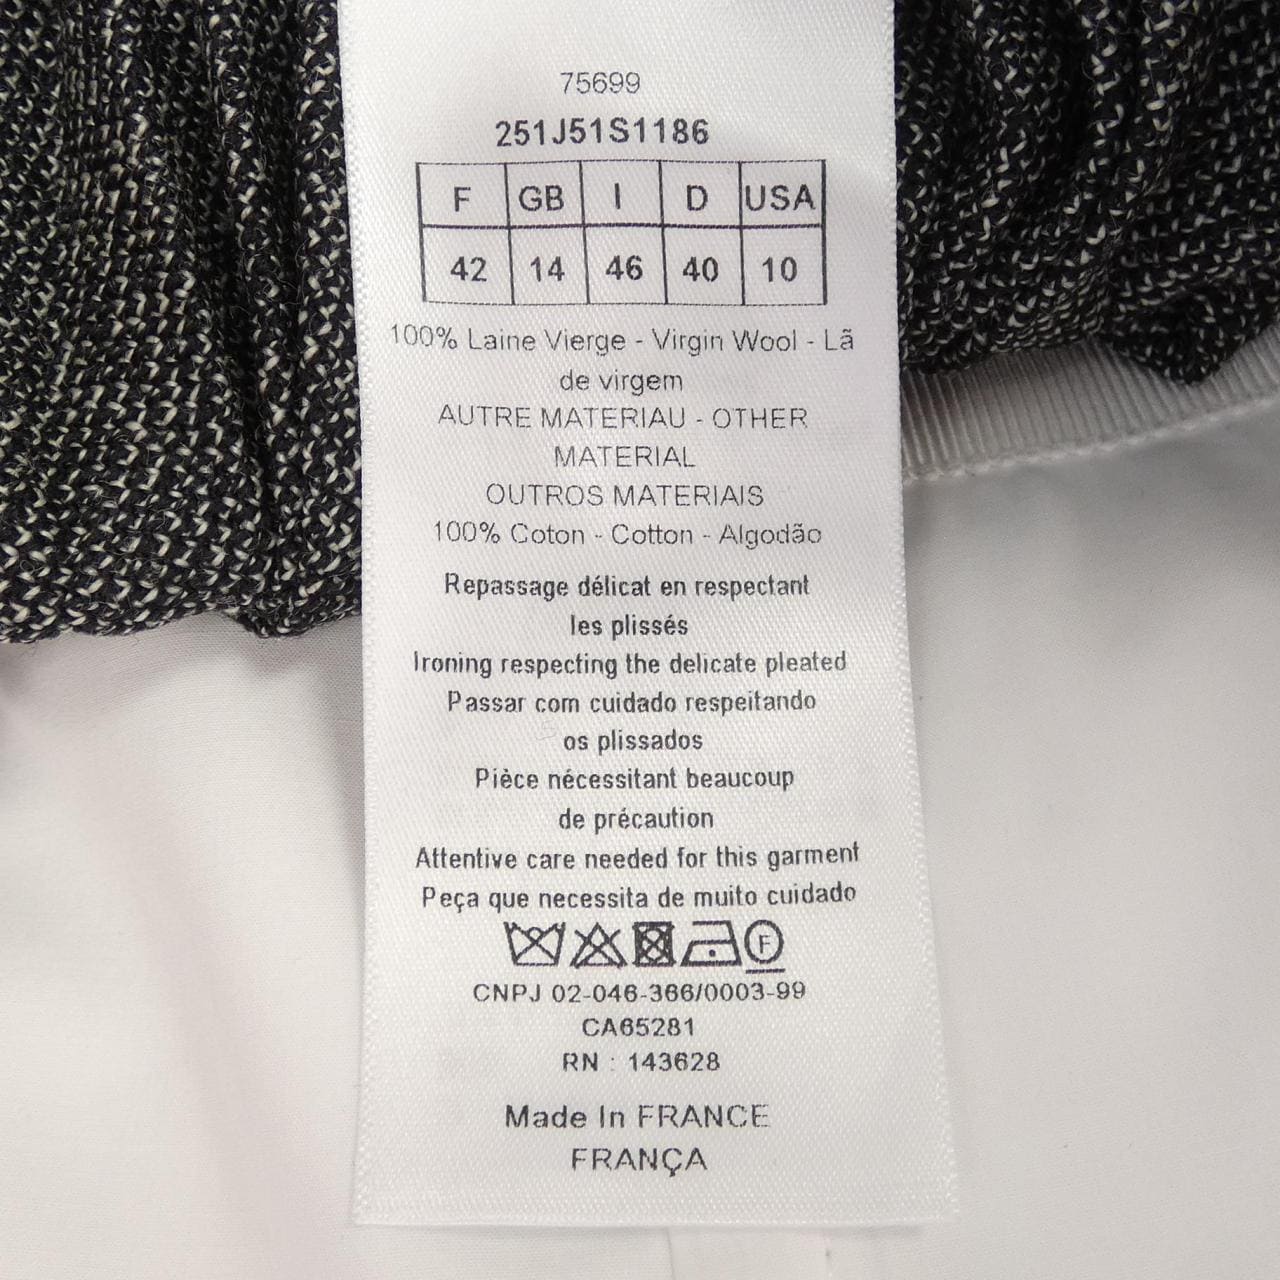 75699
251J51S1186
F GB I D USA
42 14 46 40 10
100% Laine Vierge - Virgin Wool - Lã
de virgem
AUTRE MATERIAU - OTHER
MATERIAL
OUTROS MATERIAIS
100% Coton - Cotton - Algodão
Repassage délicat en respectant
les plissés
Ironing respecting the delicate pleated
Passar com cuidado respeitando
os plissados
Pièce nécessitant beaucoup
de précaution
Attentive care needed for this garment
Peça que necessita de muito cuidado
F
CNPJ 02-046-366/0003-99
CA65281
RN : 143628
Made In FRANCE
FRANÇA